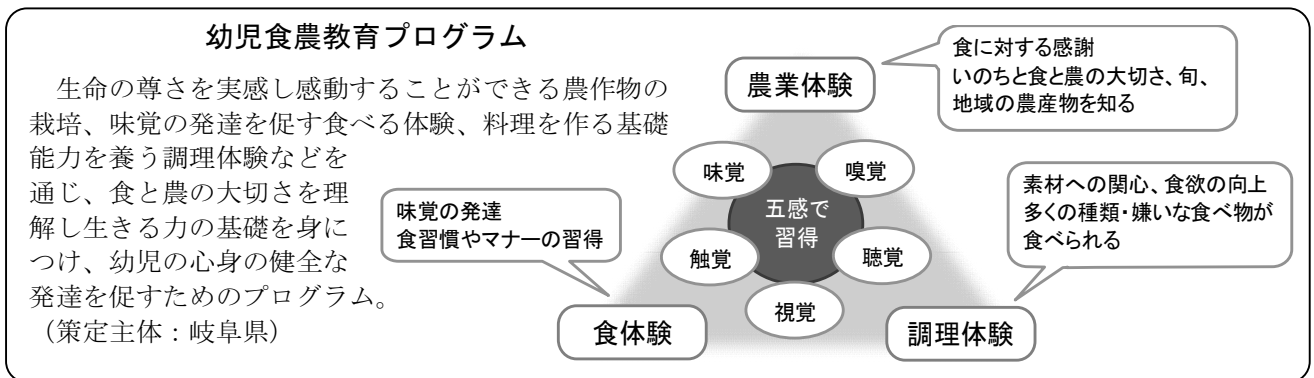 幼児食農教育プログラム
生命の尊さを実感し感動することができる農作物の
栽培、味覚の発達を促す食べる体験、料理を作る基礎
能力を養う調理体験などを
通じ、食と農の大切さを理
解し生きる力の基礎を身に
つけ、幼児の心身の健全な
発達を促すためのプログラム。
（策定主体：岐阜県）
農業体験
食に対する感謝
いのちと食と農の大切さ、旬、
地域の農産物を知る
味覚
嗅覚
五感で
習得
触覚
聴覚
視覚
味覚の発達
食習慣やマナーの習得
食体験
素材への関心、食欲の向上
多くの種類・嫌いな食べ物が
食べられる
調理体験